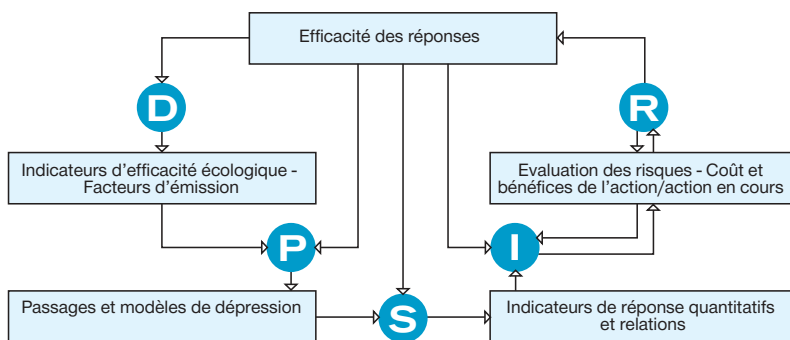 Efficacité des réponses
D
R
Indicateurs d'efficacité écologique -
Facteurs d'émission
Evaluation des risques - Coût et
bénéfices de l'action/action en cours
P
I
Passages et modèles de dépression
S
Indicateurs de réponse quantitatifs
et relations